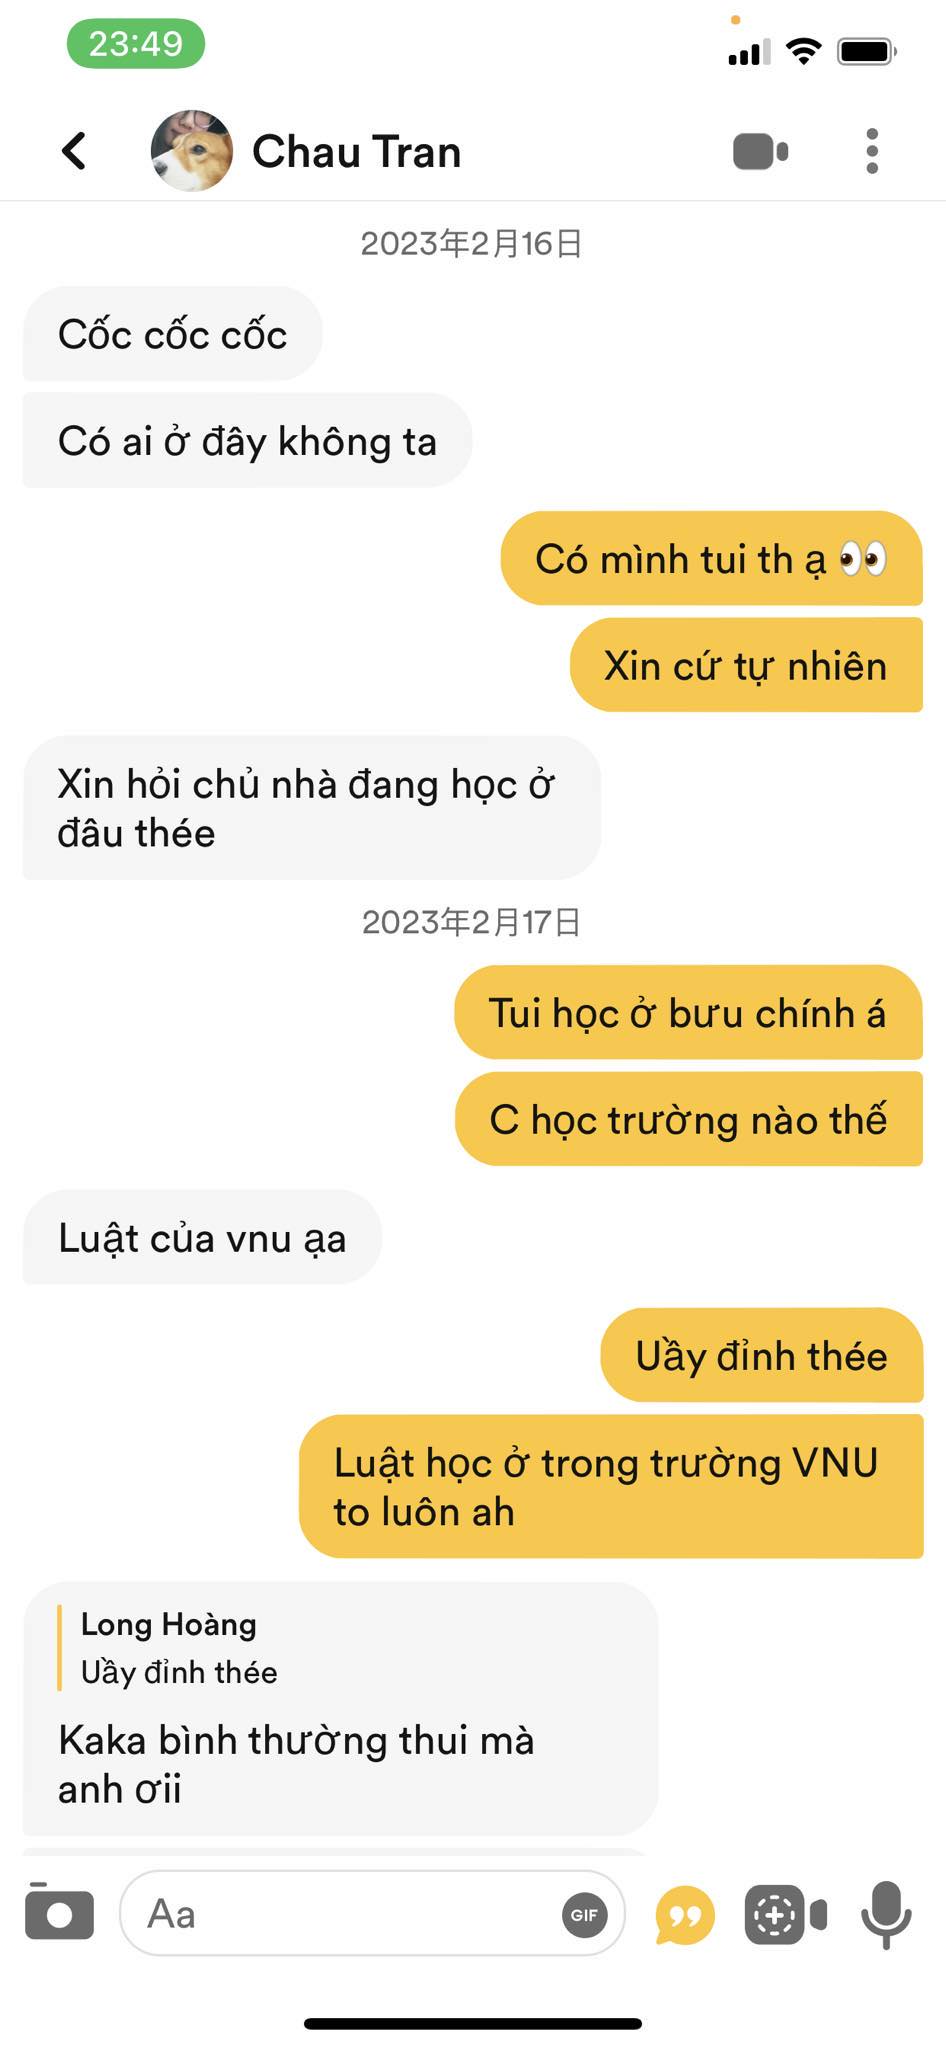 23:49
Chau Tran
2023年2月16日
Cốc cốc cốc
Có ai ở đây không ta
Có mình tui th ạ 👀
Xin cứ tự nhiên
Xin hỏi chủ nhà đang học ở
đâu thée
2023年2月17日
Tui học ở bưu chính á
C học trường nào thế
Luật của vnu ạa
Uầy đỉnh thée
Luật học ở trong trường VNU
to luôn ah
Long Hoàng
Uầy đỉnh thée
Kaka bình thường thui mà
anh ơii
Aa
GIF